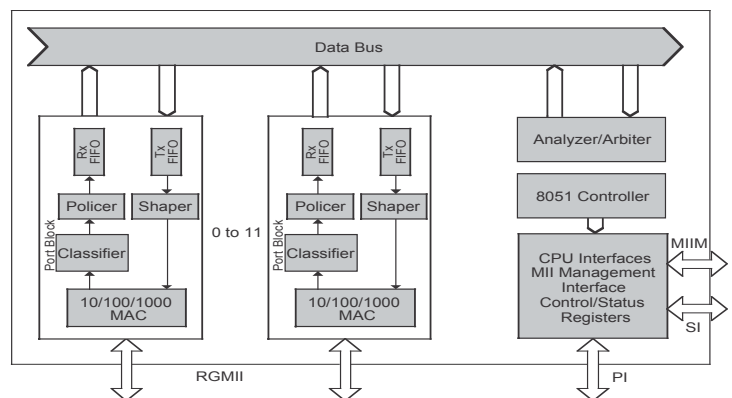 Data Bus
Rx
FIFO
Tx
FIFO
Policer
Shaper
Port Block
Classifier
10/100/1000
MAC
0 to 11
Rx
FIFO
Tx
FIFO
Policer
Shaper
Port Block
Classifier
10/100/1000
MAC
Analyzer/Arbiter
8051 Controller
CPU Interfaces
MII Management
Interface
Control/Status
Registers
MIIM
SI
RGMII
PI